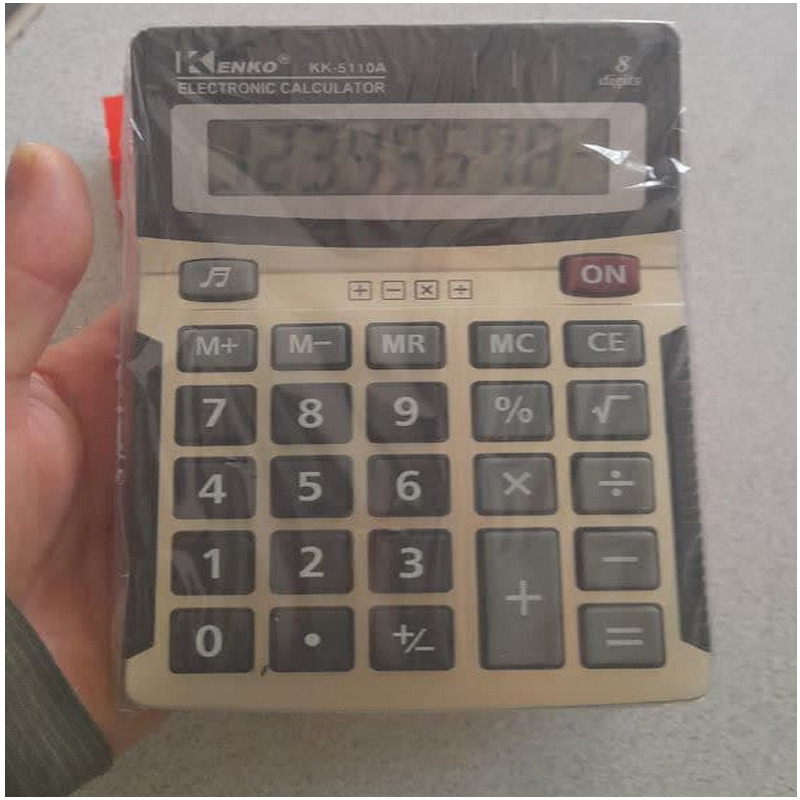 KENKO® KK-5110A
ELECTRONIC CALCULATOR
8
digits
12345678
ON
+ − × ÷
M+ M− MR MC CE
7 8 9 % √
4 5 6 × ÷
1 2 3 −
+
0 . +/− =